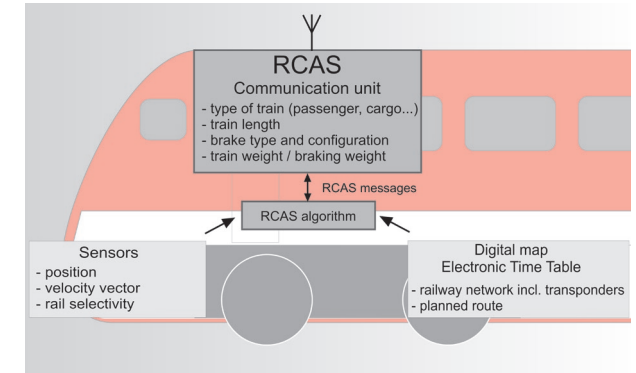 RCAS
Communication unit
- type of train (passenger, cargo...)
- train length
- brake type and configuration
- train weight / braking weight
RCAS messages
RCAS algorithm
Sensors
- position
- velocity vector
- rail selectivity
Digital map
Electronic Time Table
- railway network incl. transponders
- planned route